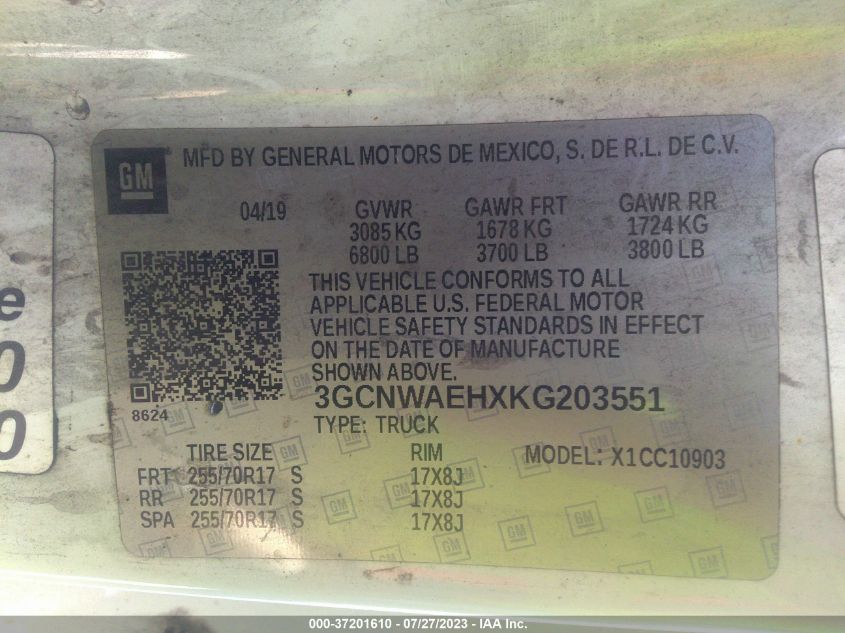 GM
®
MFD BY GENERAL MOTORS DE MEXICO, S. DE R.L. DE C.V.
04/19 GVWR GAWR FRT GAWR RR
3085 KG 1678 KG 1724 KG
6800 LB 3700 LB 3800 LB
THIS VEHICLE CONFORMS TO ALL
APPLICABLE U.S. FEDERAL MOTOR
VEHICLE SAFETY STANDARDS IN EFFECT
ON THE DATE OF MANUFACTURE
SHOWN ABOVE.
8624
3GCNWAEHXKG203551
TYPE: TRUCK
TIRE SIZE RIM MODEL: X1CC10903
FRT 255/70R17 S 17X8J
RR 255/70R17 S 17X8J
SPA 255/70R17 S 17X8J
e
0
0
000-37201610 - 07/27/2023 - IAA Inc.